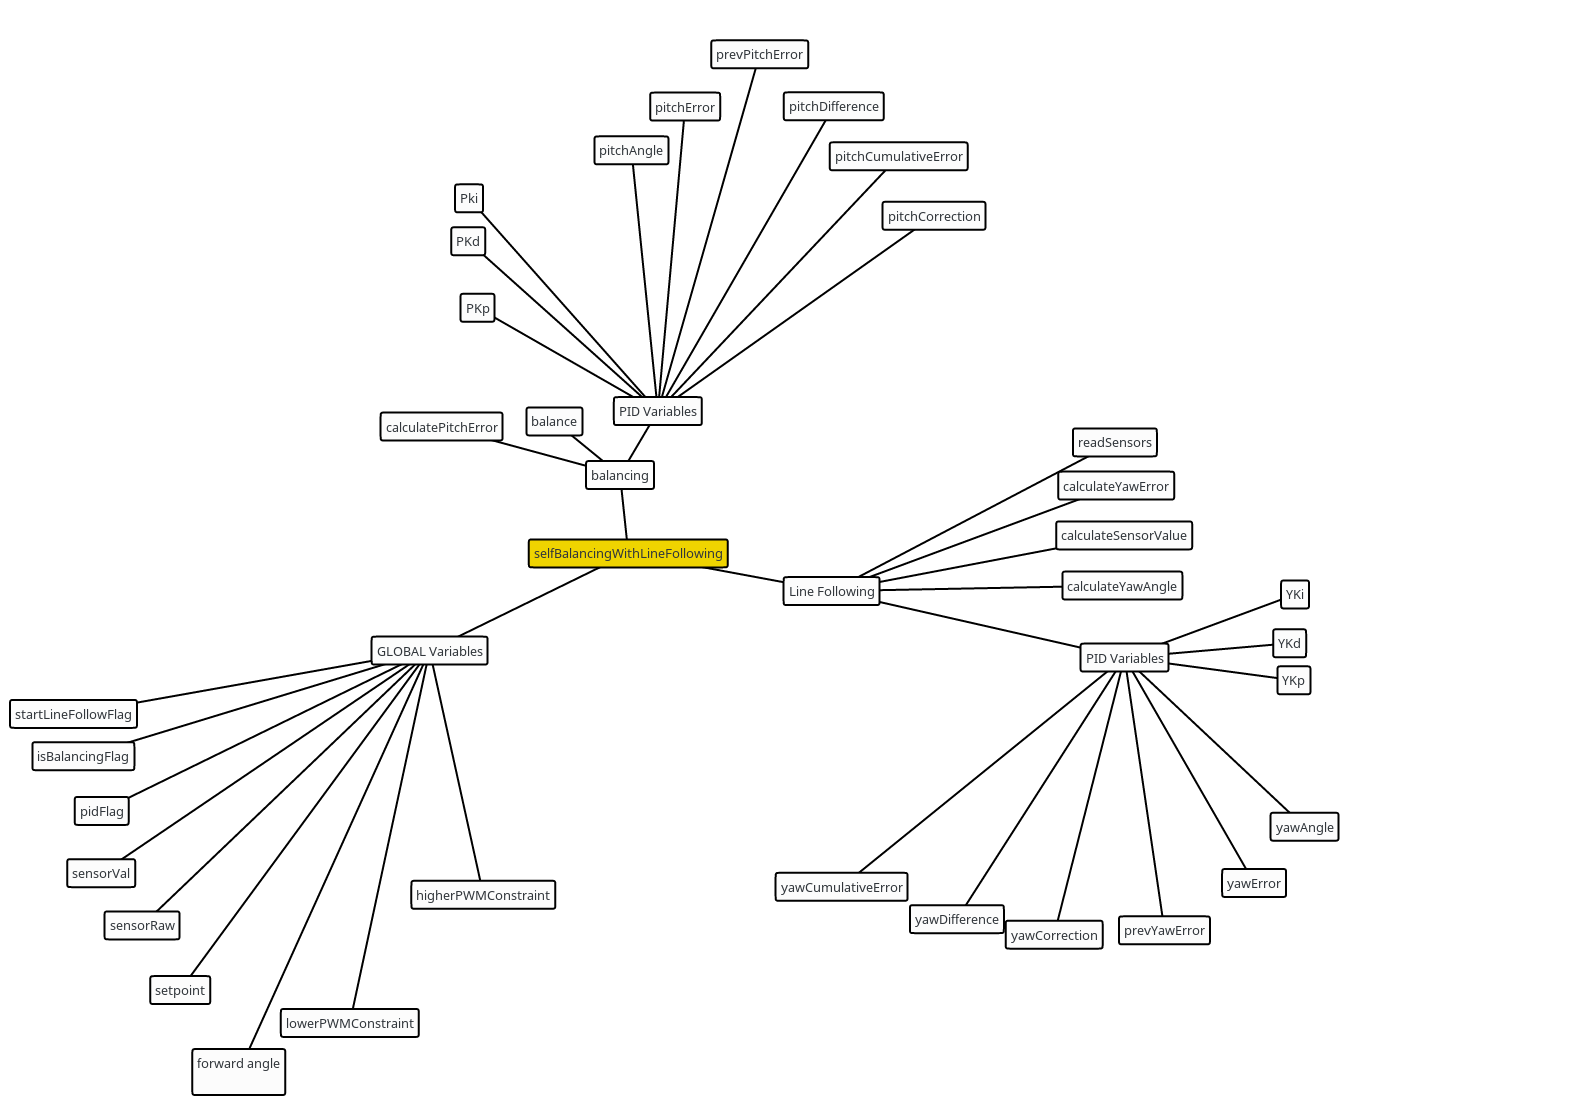 prevPitchError
pitchError
pitchDifference
pitchAngle
pitchCumulativeError
Pki
pitchCorrection
PKd
PKp
PID Variables
balance
calculatePitchError
readSensors
balancing
calculateYawError
calculateSensorValue
selfBalancingWithLineFollowing
calculateYawAngle
Line Following
YKi
YKd
GLOBAL Variables
PID Variables
YKp
startLineFollowFlag
isBalancingFlag
pidFlag
yawAngle
sensorVal
yawError
yawCumulativeError
higherPWMConstraint
yawDifference
sensorRaw
prevYawError
yawCorrection
setpoint
lowerPWMConstraint
forward angle